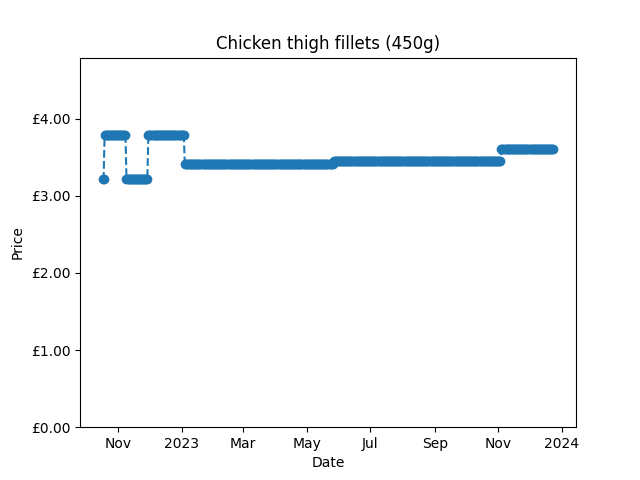 Chicken thigh fillets (450g)
£4.00
£3.00
£2.00
£1.00
£0.00
Price
Nov 2023 Mar May Jul Sep Nov 2024
Date